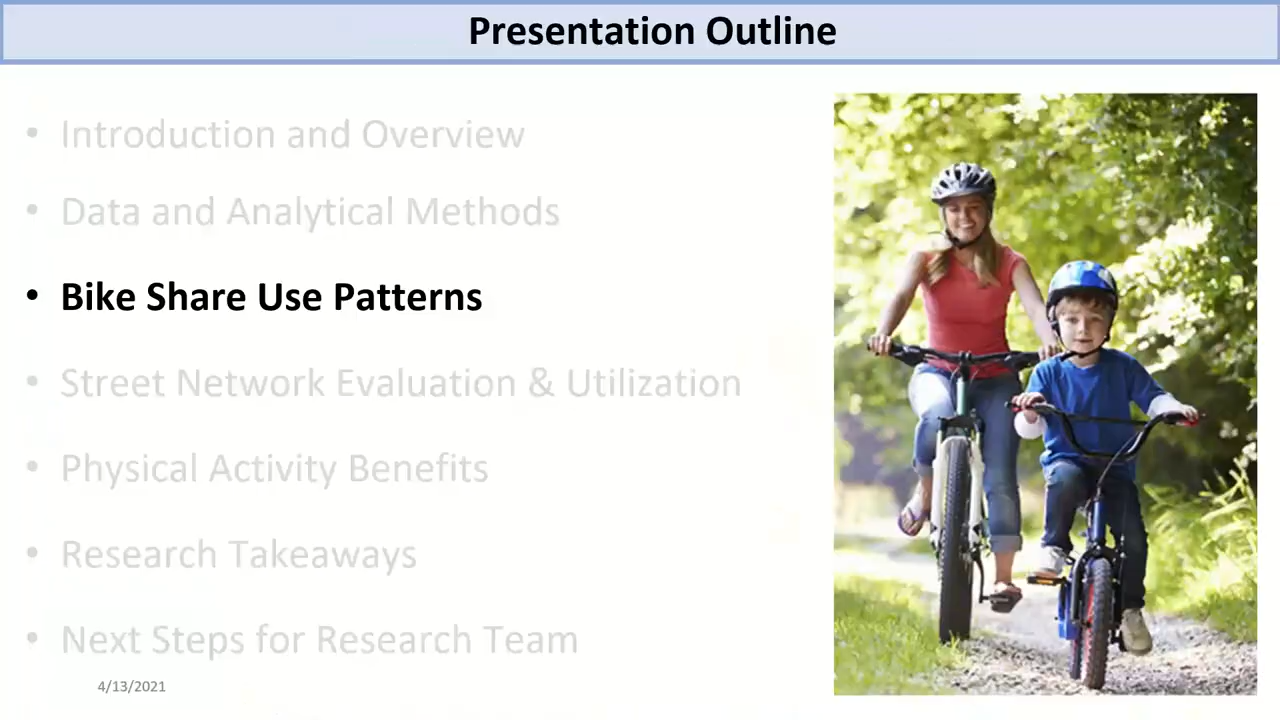 Presentation Outline
• Introduction and Overview
• Data and Analytical Methods
• Bike Share Use Patterns
• Street Network Evaluation & Utilization
• Physical Activity Benefits
• Research Takeaways
• Next Steps for Research Team
4/13/2021